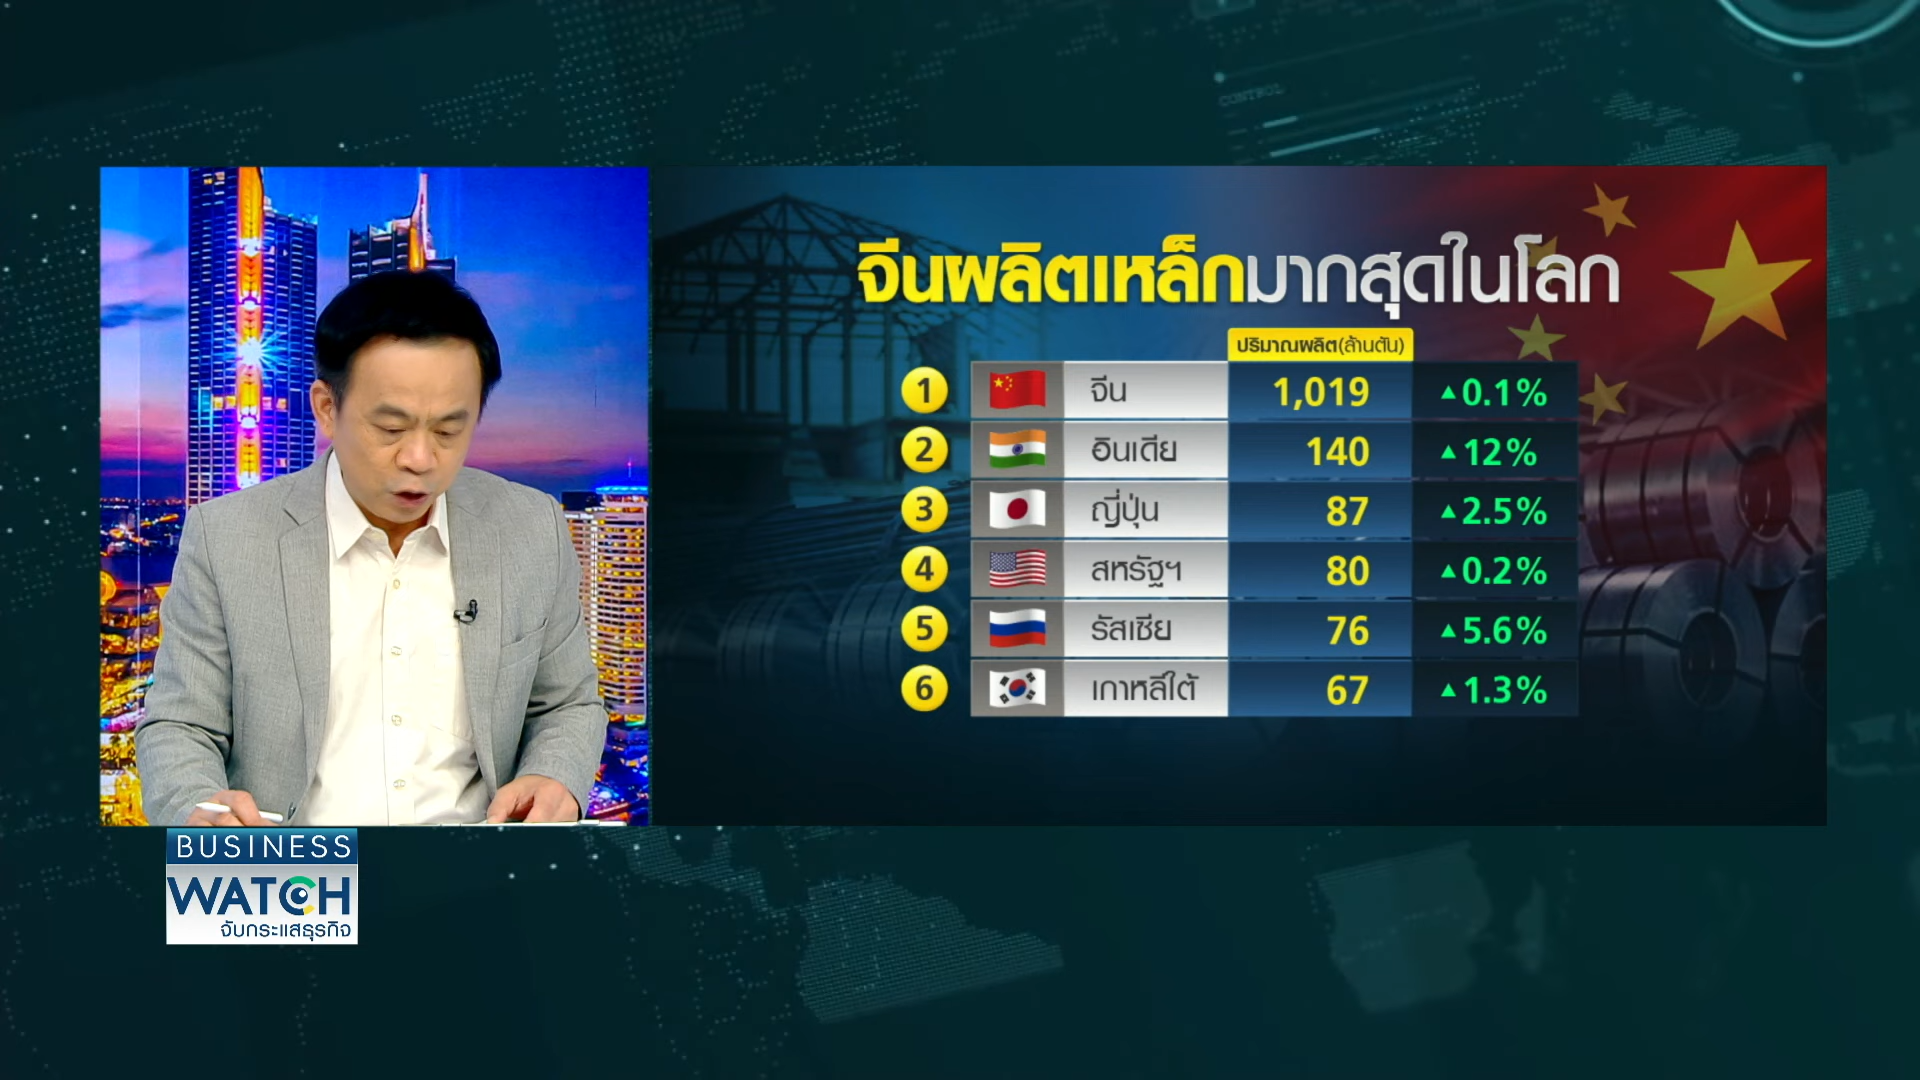 CONTROL
จีนผลิตเหล็กมากสุดในโลก
ปริมาณผลิต(ล้านตัน)
1 จีน 1,019 ▲0.1%
2 อินเดีย 140 ▲12%
3 ญี่ปุ่น 87 ▲2.5%
4 สหรัฐฯ 80 ▲0.2%
5 รัสเซีย 76 ▲5.6%
6 เกาหลีใต้ 67 ▲1.3%
BUSINESS
WATCH
จับกระแสธุรกิจ